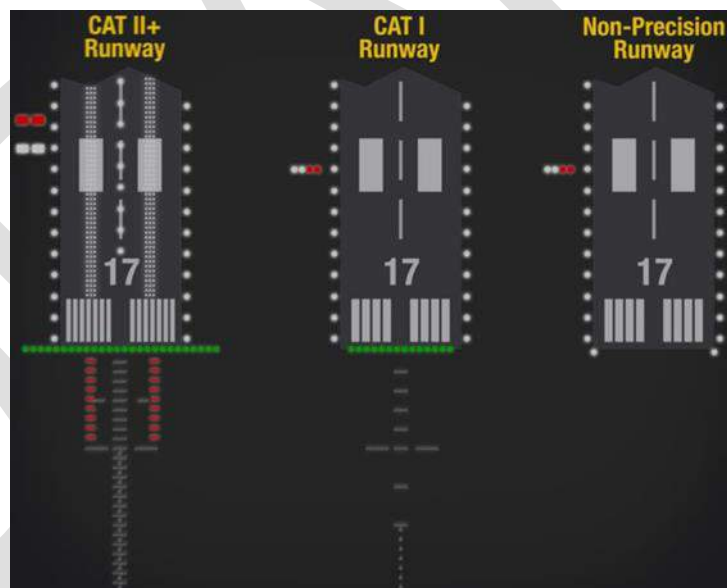 CAT II+
Runway
CAT I
Runway
Non-Precision
Runway
17
17
17